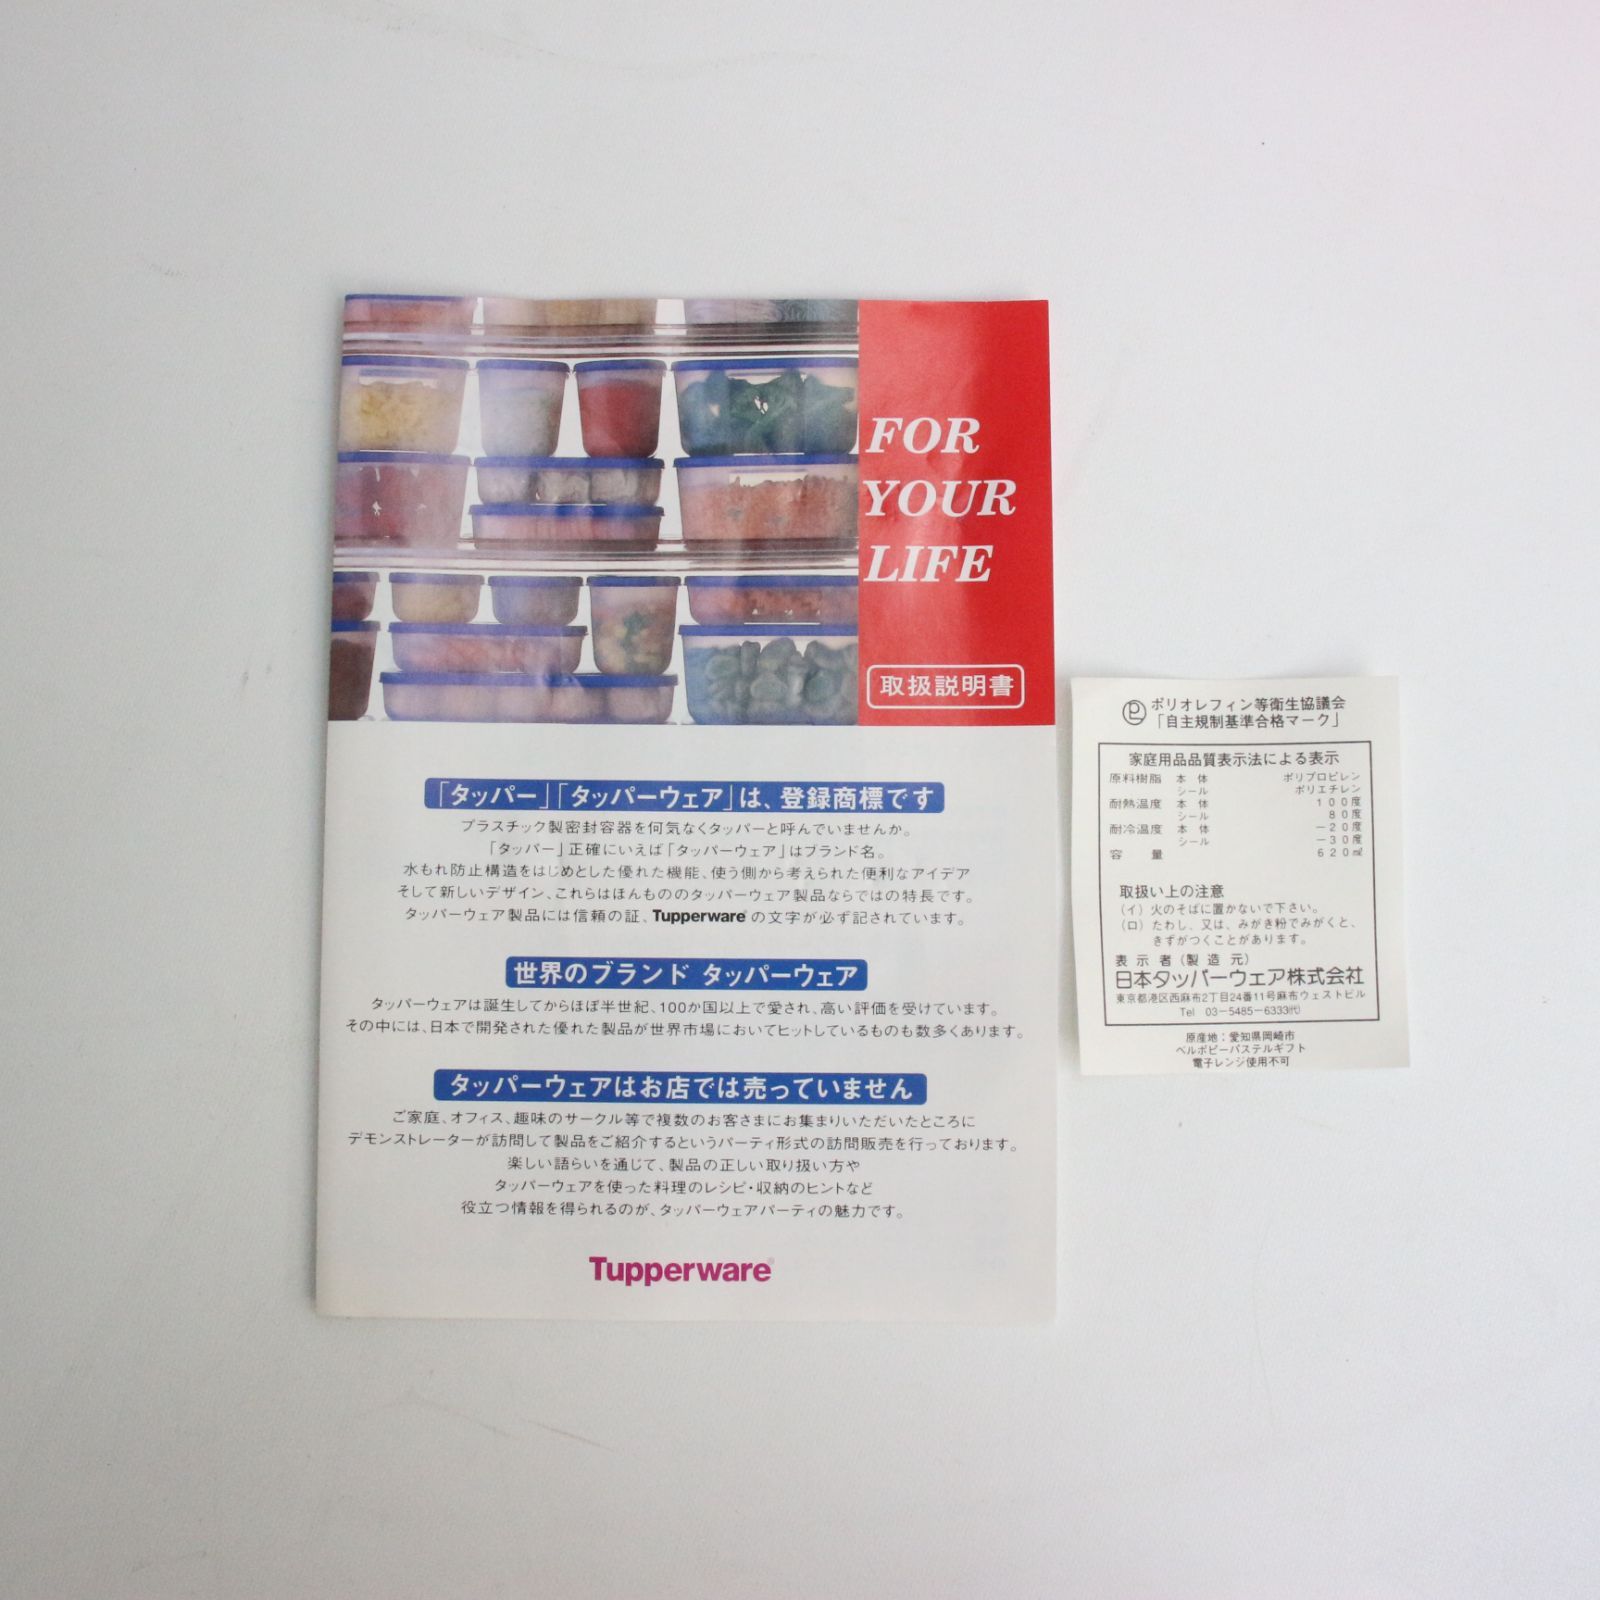 FOR
YOUR
LIFE
取扱説明書
「タッパー」「タッパーウェア」は、登録商標です
プラスチック製密封容器を何気なくタッパーと呼んでいませんか。
「タッパー」正確にいえば「タッパーウェア」はブランド名。
水もれ防止構造をはじめとした優れた機能、使う側から考えられた便利なアイデア
そして新しいデザイン、これらはほんもののタッパーウェア製品ならではの特長です。
タッパーウェア製品には信頼の証、Tupperware®の文字が必ず記されています。
世界のブランド タッパーウェア
タッパーウェアは誕生してからほぼ半世紀、100か国以上で愛され、高い評価を受けています。
その中には、日本で開発された優れた製品が世界市場においてヒットしているものも数多くあります。
タッパーウェアはお店では売っていません
ご家庭、オフィス、趣味のサークル等で複数のお客さまにお集まりいただいたところに
デモンストレーターが訪問して製品をご紹介するというパーティ形式の訪問販売を行っております。
楽しい語らいを通じて、製品の正しい取り扱い方や
タッパーウェアを使った料理のレシピ・収納のヒントなど
役立つ情報を得られるのが、タッパーウェアパーティの魅力です。
Tupperware®
ポリオレフィン等衛生協議会
「自主規制基準合格マーク」
家庭用品品質表示法による表示
原料樹脂 本体 ポリプロピレン
シール ポリエチレン
耐熱温度 本体 100度
シール 80度
耐冷温度 本体 −20度
シール −30度
容量 620㎖
取扱い上の注意
（イ）火のそばに置かないで下さい。
（ロ）たわし、又は、みがき粉でみがくと、
きずがつくことがあります。
表示者（製造元）
日本タッパーウェア株式会社
東京都港区西麻布2丁目24番11号麻布ウェストビル
Tel 03−5485−6333㈹
原産地：愛知県岡崎市
ベルポピーパステルギフト
電子レンジ使用不可